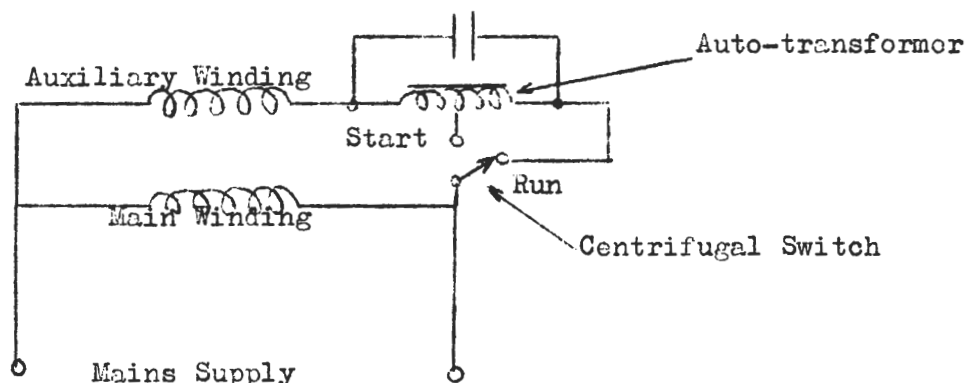 Auto-transformor
Auxiliary Winding
Start
Run
Main Winding
Centrifugal Switch
Mains Supply